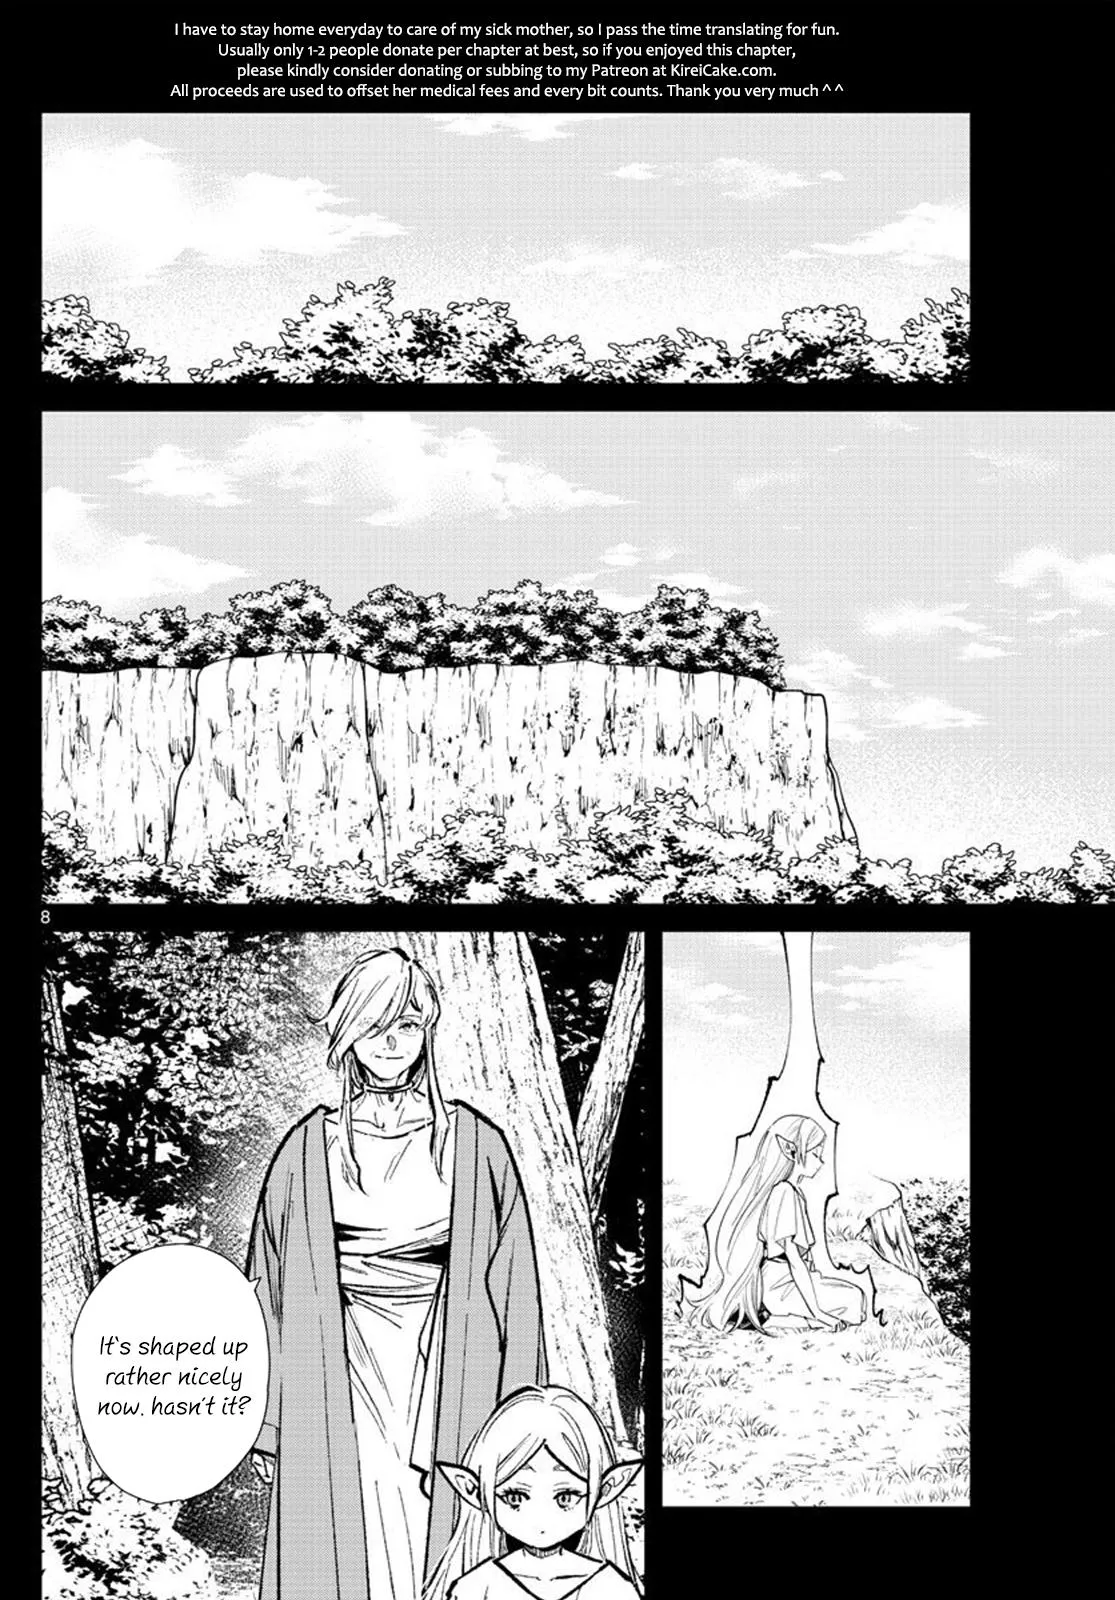 I have to stay home everyday to care of my sick mother, so I pass the time translating for fun.
Usually only 1-2 people donate per chapter at best, so if you enjoyed this chapter,
please kindly consider donating or subbing to my Patreon at KireiCake.com.
All proceeds are used to offset her medical fees and every bit counts. Thank you very much ^ ^
8
It's shaped up
rather nicely
now. hasn't it?